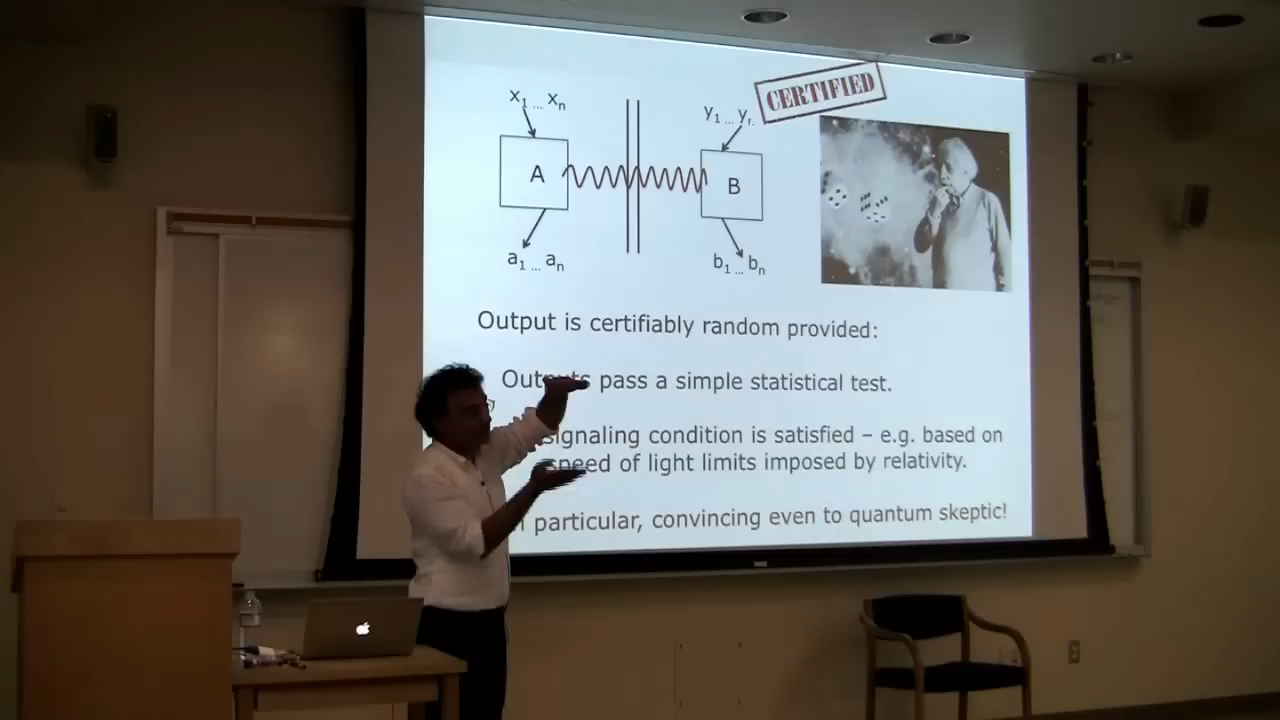 CERTIFIED
x1 ... xn
y1 ...
A
B
a1 ... an
b1 ... bn
Output is certifiably random provided:
pass a simple statistical test.
signaling condition is satisfied – e.g. based on
speed of light limits imposed by relativity.
particular, convincing even to quantum skeptic!